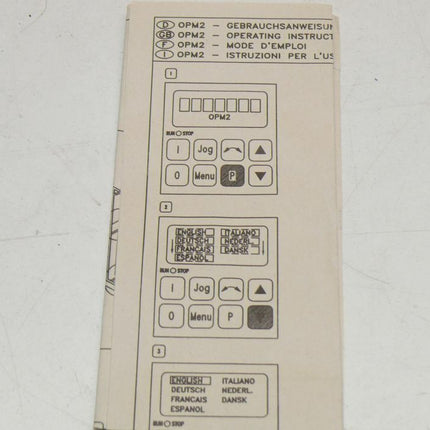 D OPM2 – GEBRAUCHSANWEISUN
GB OPM2 – OPERATING INSTRUCT
F OPM2 – MODE D'EMPLOI
I OPM2 – ISTRUZIONI PER L'US
1
OPM2
RUN STOP
I Jog
0 Menu P
2
ENGLISH ITALIANO
DEUTSCH NEDERL.
FRANCAIS DANSK
ESPANOL
RUN STOP
I Jog
0 Menu P
3
ENGLISH ITALIANO
DEUTSCH NEDERL.
FRANCAIS DANSK
ESPANOL
RUN STOP